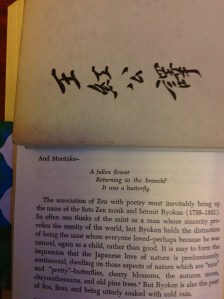 王紅公譯
And Moritake—
A fallen flower
Returning to the branch?
It was a butterfly.
The association of Zen with poetry must inevitably bring up
the name of the Soto Zen monk and hermit Ryokan (1758-1831).
So often one thinks of the saint as a man whose sincerity pro-
vokes the enmity of the world, but Ryokan holds the distinction
of being the saint whom everyone loved—perhaps because he was
natural, again as a child, rather than good. It is easy to form the
impression that the Japanese love of nature is predominantly
sentimental, dwelling on those aspects of nature which are "nice"
and "pretty"—butterflies, cherry blossoms, the autumn moon,
chrysanthemums, and old pine trees. But Ryokan is also the poet
of lice, fleas, and being utterly soaked with cold rain.